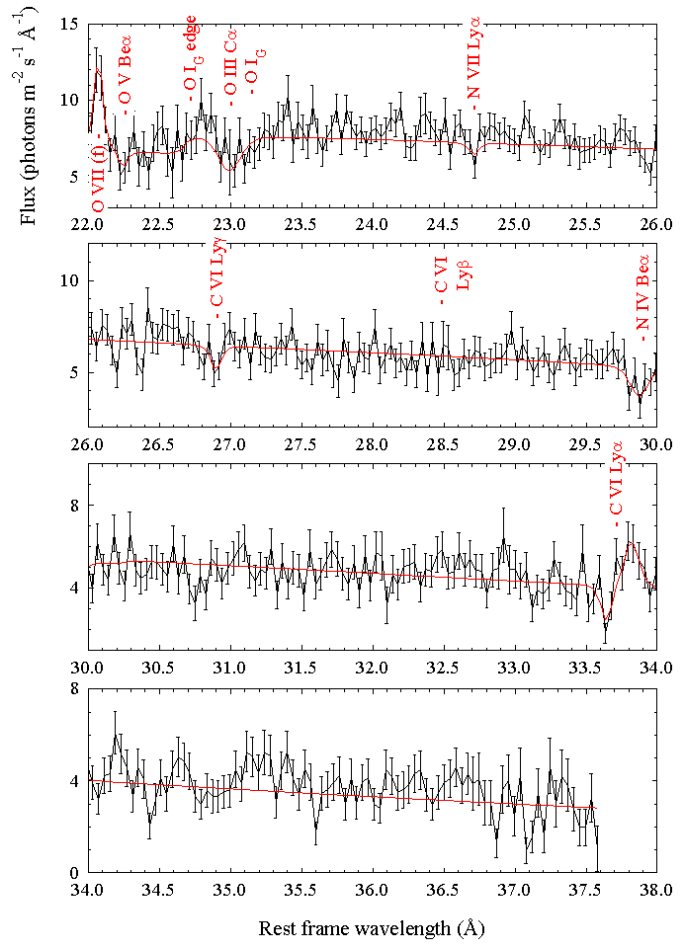 Flux (photons m⁻² s⁻¹ Å⁻¹)
15
10
5
O VII (f)
O V Beα
O I_G edge
O III Cα
O I_G
N VII Lyα
22.0 22.5 23.0 23.5 24.0 24.5 25.0 25.5 26.0
10
5
C VI Lyγ
C VI
Lyβ
N IV Beα
26.0 26.5 27.0 27.5 28.0 28.5 29.0 29.5 30.0
8
4
C VI Lyα
30.0 30.5 31.0 31.5 32.0 32.5 33.0 33.5 34.0
8
4
0
34.0 34.5 35.0 35.5 36.0 36.5 37.0 37.5 38.0
Rest frame wavelength (Å)